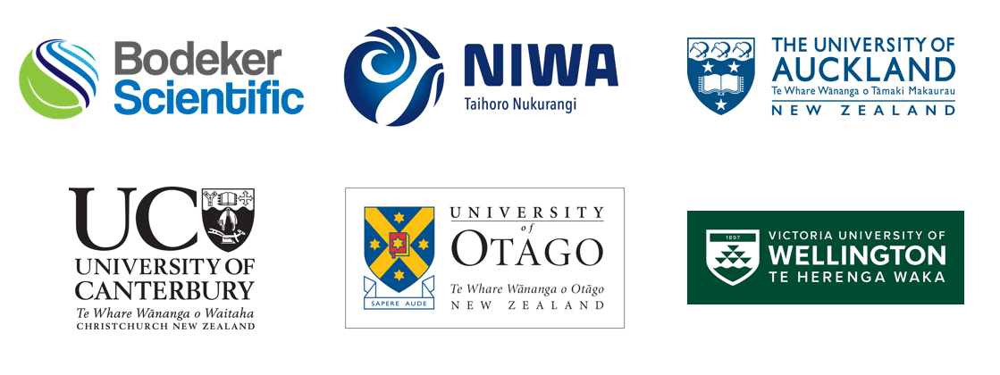 Bodeker
Scientific
NIWA
Taihoro Nukurangi
THE UNIVERSITY OF
AUCKLAND
Te Whare Wānanga o Tāmaki Makaurau
NEW ZEALAND
UC
UNIVERSITY OF
CANTERBURY
Te Whare Wānanga o Waitaha
CHRISTCHURCH NEW ZEALAND
SAPERE AUDE
UNIVERSITY
of
OTAGO
Te Whare Wānanga o Otāgo
NEW ZEALAND
1897
VICTORIA UNIVERSITY OF
WELLINGTON
TE HERENGA WAKA